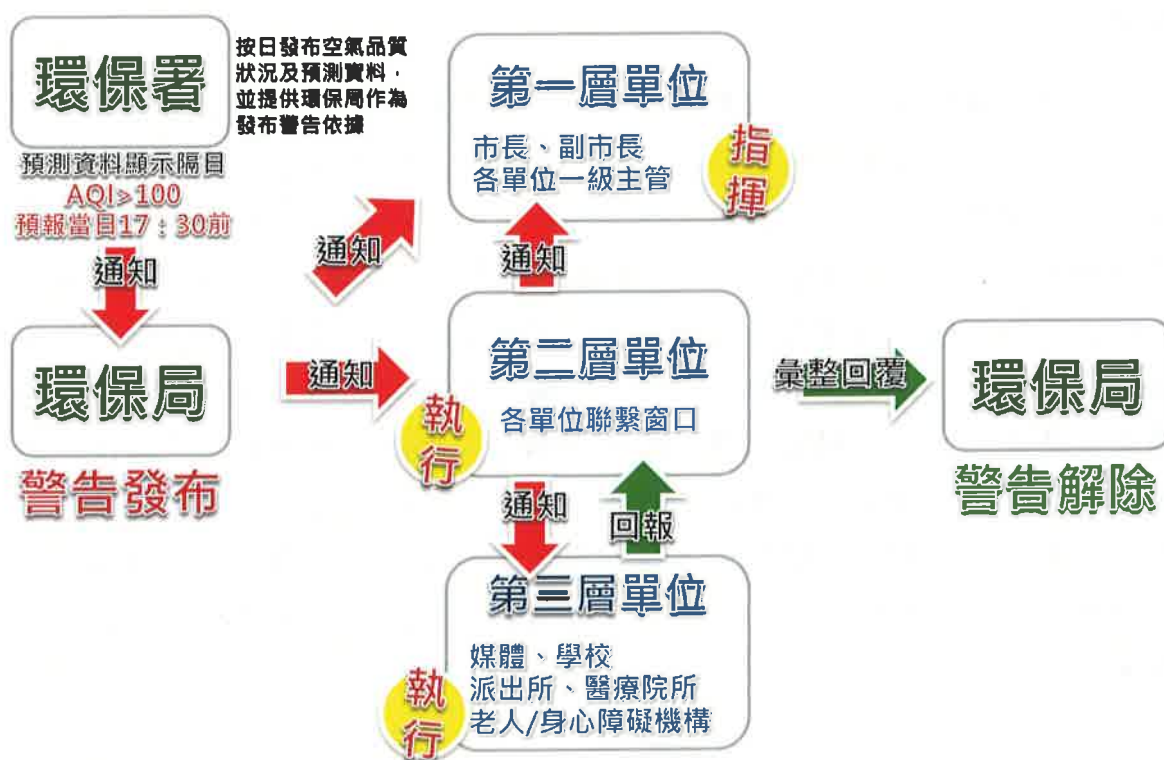 環保署
按日發布空氣品質
狀況及預測資料，
並提供環保局作為
發布警告依據
預測資料顯示隔日
AQI>100
預報當日17：30前
通知
環保局
警告發布
通知
通知
第一層單位
市長、副市長
各單位一級主管
指揮
通知
第二層單位
各單位聯繫窗口
執行
通知
回報
第三層單位
媒體、學校
派出所、醫療院所
老人/身心障礙機構
執行
彙整回覆
環保局
警告解除